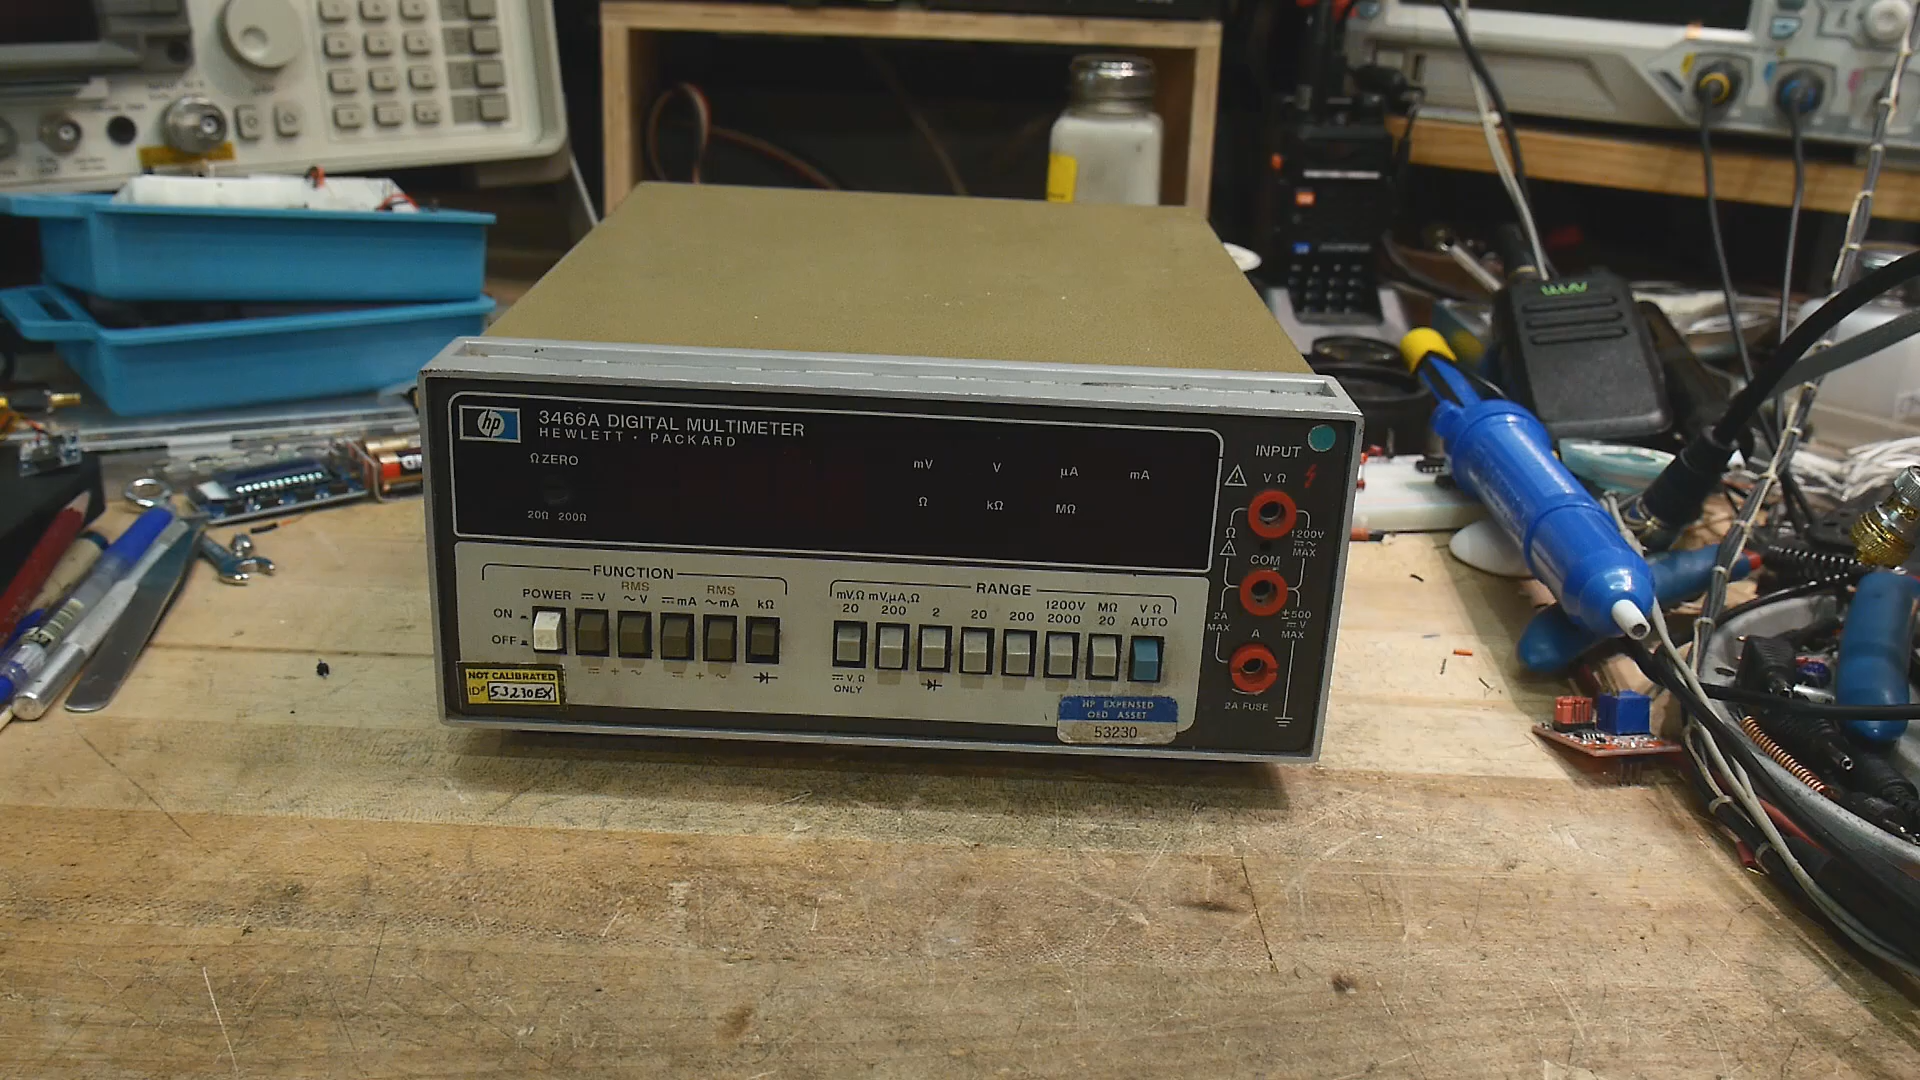 hp
3466A DIGITAL MULTIMETER
HEWLETT · PACKARD
Ω ZERO
20Ω 200Ω
mV V μA mA
Ω kΩ MΩ
INPUT
V Ω
Ω
1200V
MAX
COM
2A
MAX
±500
V
MAX
A
2A FUSE
FUNCTION
RMS RMS
POWER ⎓V ~V ⎓mA ~mA kΩ
ON
OFF
⎓ + ~ ⎓ + ~
RANGE
mV,Ω mV,μA,Ω 1200V MΩ V Ω
20 200 2 20 200 2000 20 AUTO
⎓ V, Ω
ONLY
NOT CALIBRATED
ID# 53230EX
HP EXPENSED
OED ASSET
53230